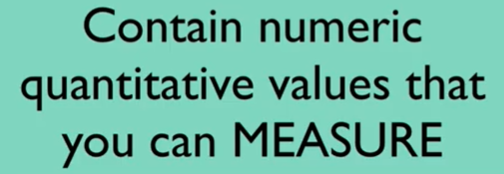 Contain numeric
quantitative values that
you can MEASURE